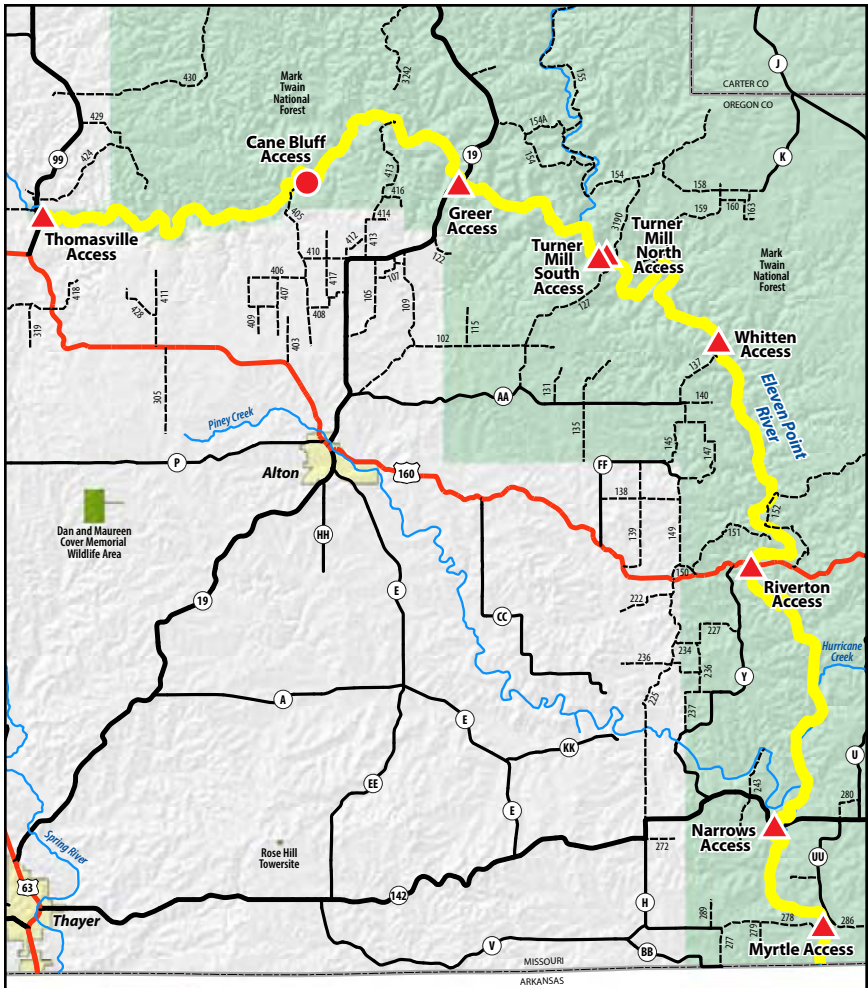 J
CARTER CO
OREGON CO
430
3242
155
Mark
Twain
National
Forest
429
154A
99
Cane Bluff
Access
19
K
424
413
154
154
158
416
159
160
163
405
414
Greer
Access
3190
Turner
Mill
North
Access
Thomasville
Access
412
413
410
122
Turner
Mill
South
Access
Mark
Twain
National
Forest
406
417
107
418
411
407
105
109
127
409
408
428
319
115
403
102
Whitten
Access
137
305
131
Eleven Point
River
AA
140
Piney Creek
135
145
147
P
Alton
160
FF
138
152
Dan and Maureen
Cover Memorial
Wildlife Area
HH
139
149
151
150
Riverton
Access
19
E
222
CC
227
Hurricane
Creek
234
236
236
Y
A
225
237
E
KK
U
EE
243
280
E
Spring River
Narrows
Access
Rose Hill
Towersite
272
UU
63
142
Thayer
H
289
278
286
279
277
V
BB
Myrtle Access
MISSOURI
ARKANSAS